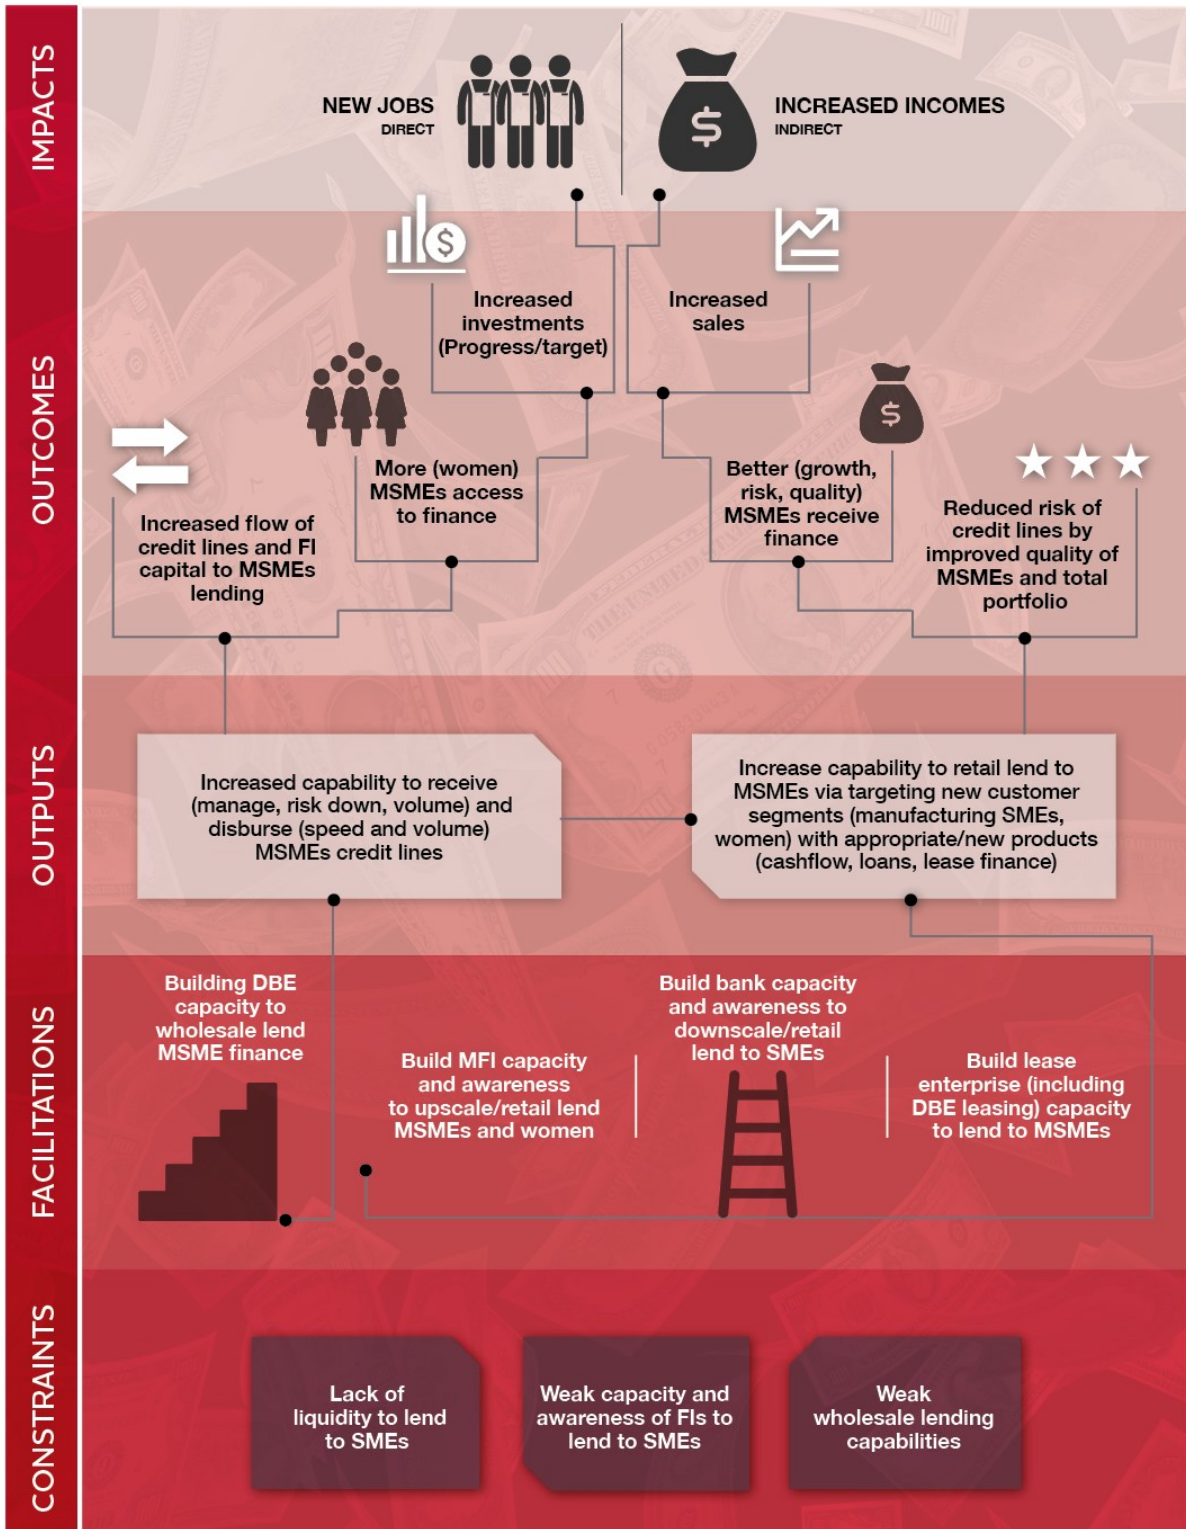 IMPACTS
NEW JOBS
DIRECT
INCREASED INCOMES
INDIRECT
OUTCOMES
Increased
investments
(Progress/target)
Increased
sales
More (women)
MSMEs access
to finance
Better (growth,
risk, quality)
MSMEs receive
finance
Increased flow of
credit lines and FI
capital to MSMEs
lending
Reduced risk of
credit lines by
improved quality of
MSMEs and total
portfolio
OUTPUTS
Increased capability to receive
(manage, risk down, volume) and
disburse (speed and volume)
MSMEs credit lines
Increase capability to retail lend to
MSMEs via targeting new customer
segments (manufacturing SMEs,
women) with appropriate/new products
(cashflow, loans, lease finance)
FACILITATIONS
Building DBE
capacity to
wholesale lend
MSME finance
Build MFI capacity
and awareness
to upscale/retail lend
MSMEs and women
Build bank capacity
and awareness to
downscale/retail
lend to SMEs
Build lease
enterprise (including
DBE leasing) capacity
to lend to MSMEs
CONSTRAINTS
Lack of
liquidity to lend
to SMEs
Weak capacity and
awareness of FIs to
lend to SMEs
Weak
wholesale lending
capabilities